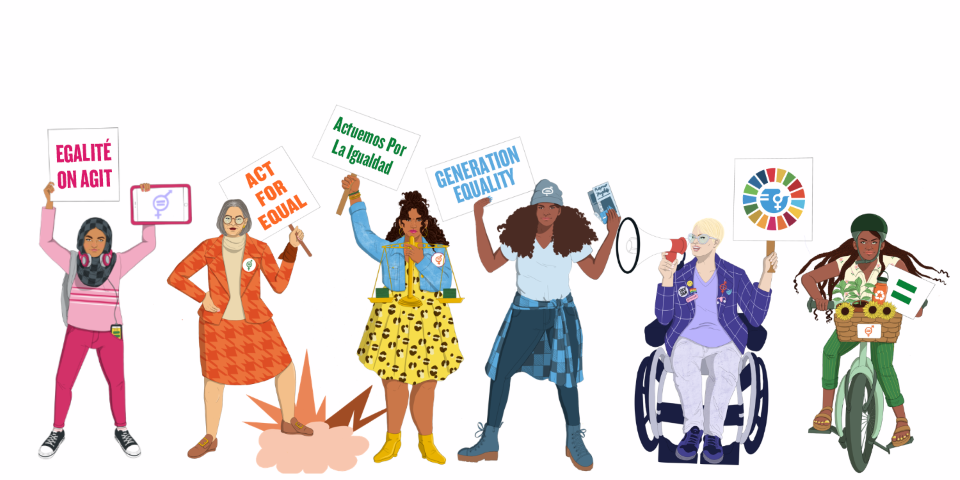 EGALITÉ
ON AGIT
ACT
FOR
EQUAL
Actuemos Por
La Igualdad
GENERATION
EQUALITY